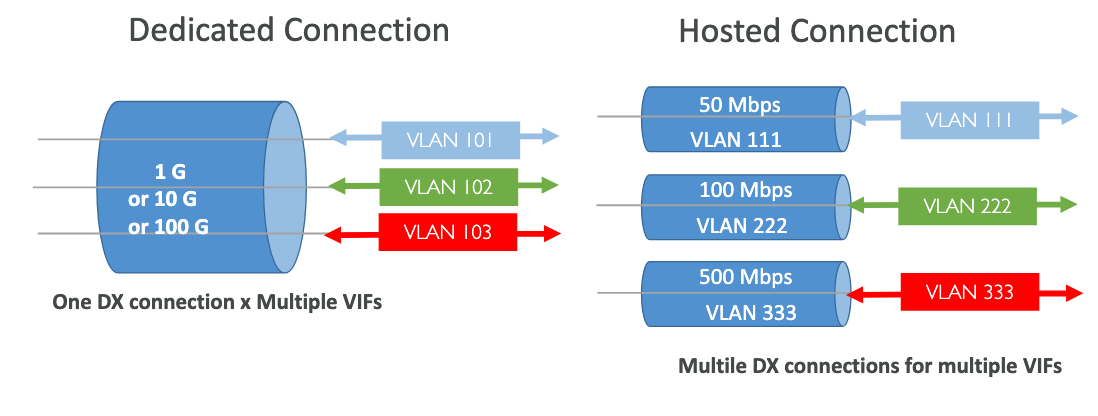 Dedicated Connection
1 G
or 10 G
or 100 G
VLAN 101
VLAN 102
VLAN 103
One DX connection x Multiple VIFs
Hosted Connection
50 Mbps
VLAN 111
VLAN 111
100 Mbps
VLAN 222
VLAN 222
500 Mbps
VLAN 333
VLAN 333
Multile DX connections for multiple VIFs